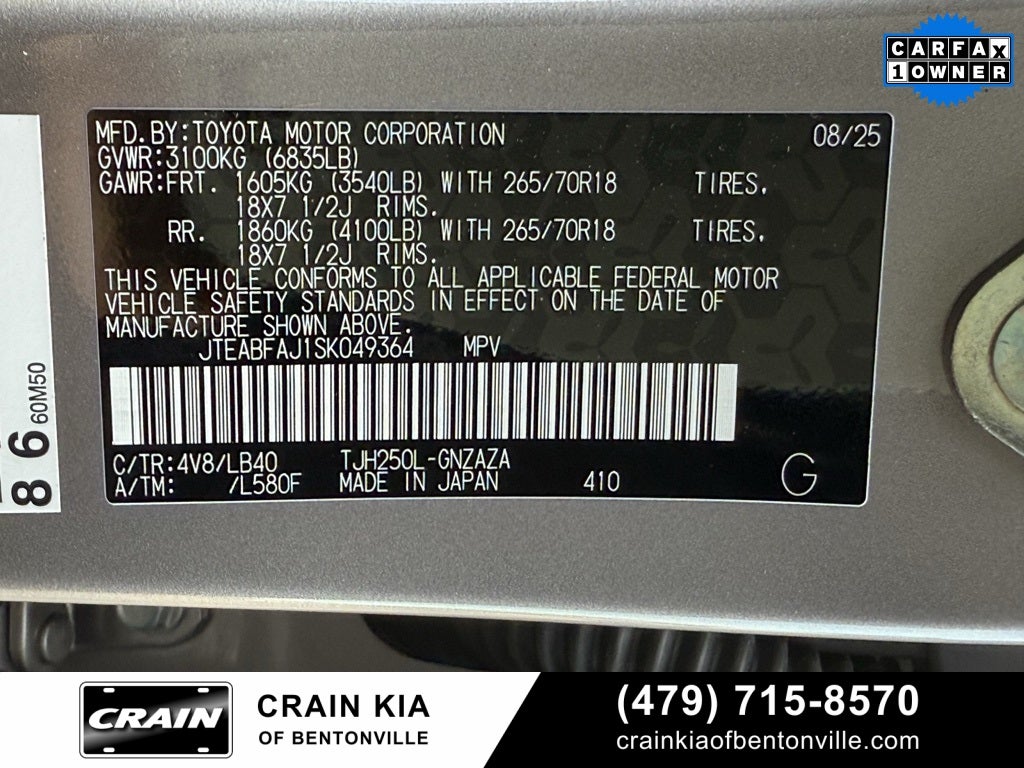 CARFAX
1 OWNER
MFD.BY:TOYOTA MOTOR CORPORATION 08/25
GVWR:3100KG (6835LB)
GAWR:FRT. 1605KG (3540LB) WITH 265/70R18 TIRES,
18X7 1/2J RIMS.
RR. 1860KG (4100LB) WITH 265/70R18 TIRES,
18X7 1/2J RIMS.
THIS VEHICLE CONFORMS TO ALL APPLICABLE FEDERAL MOTOR
VEHICLE SAFETY STANDARDS IN EFFECT ON THE DATE OF
MANUFACTURE SHOWN ABOVE.
JTEABFAJ1SK049364 MPV
C/TR:4V8/LB40 TJH250L-GNZAZA
A/TM: /L580F MADE IN JAPAN 410 G
8 6 60M50
CRAIN
CRAIN KIA
OF BENTONVILLE
(479) 715-8570
crainkiaofbentonville.com